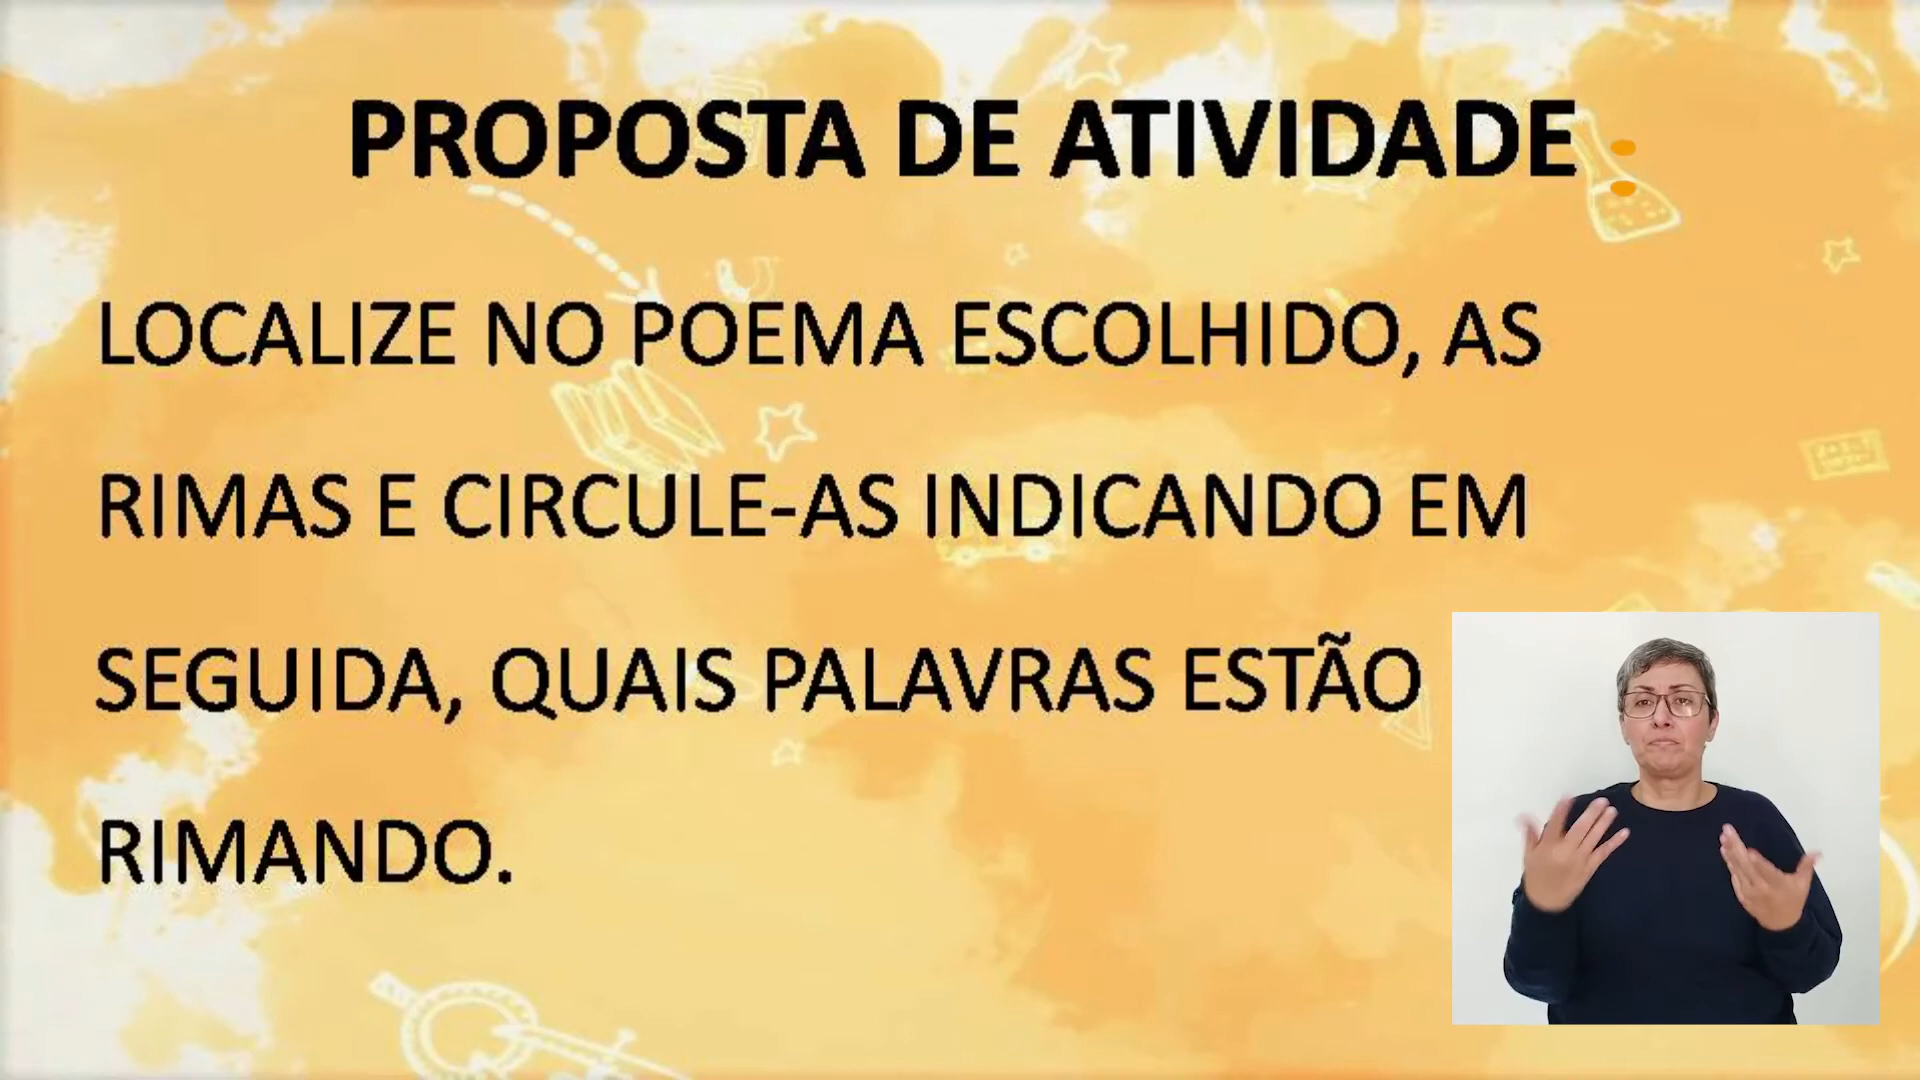 PROPOSTA DE ATIVIDADE:
LOCALIZE NO POEMA ESCOLHIDO, AS
RIMAS E CIRCULE-AS INDICANDO EM
SEGUIDA, QUAIS PALAVRAS ESTÃO
RIMANDO.